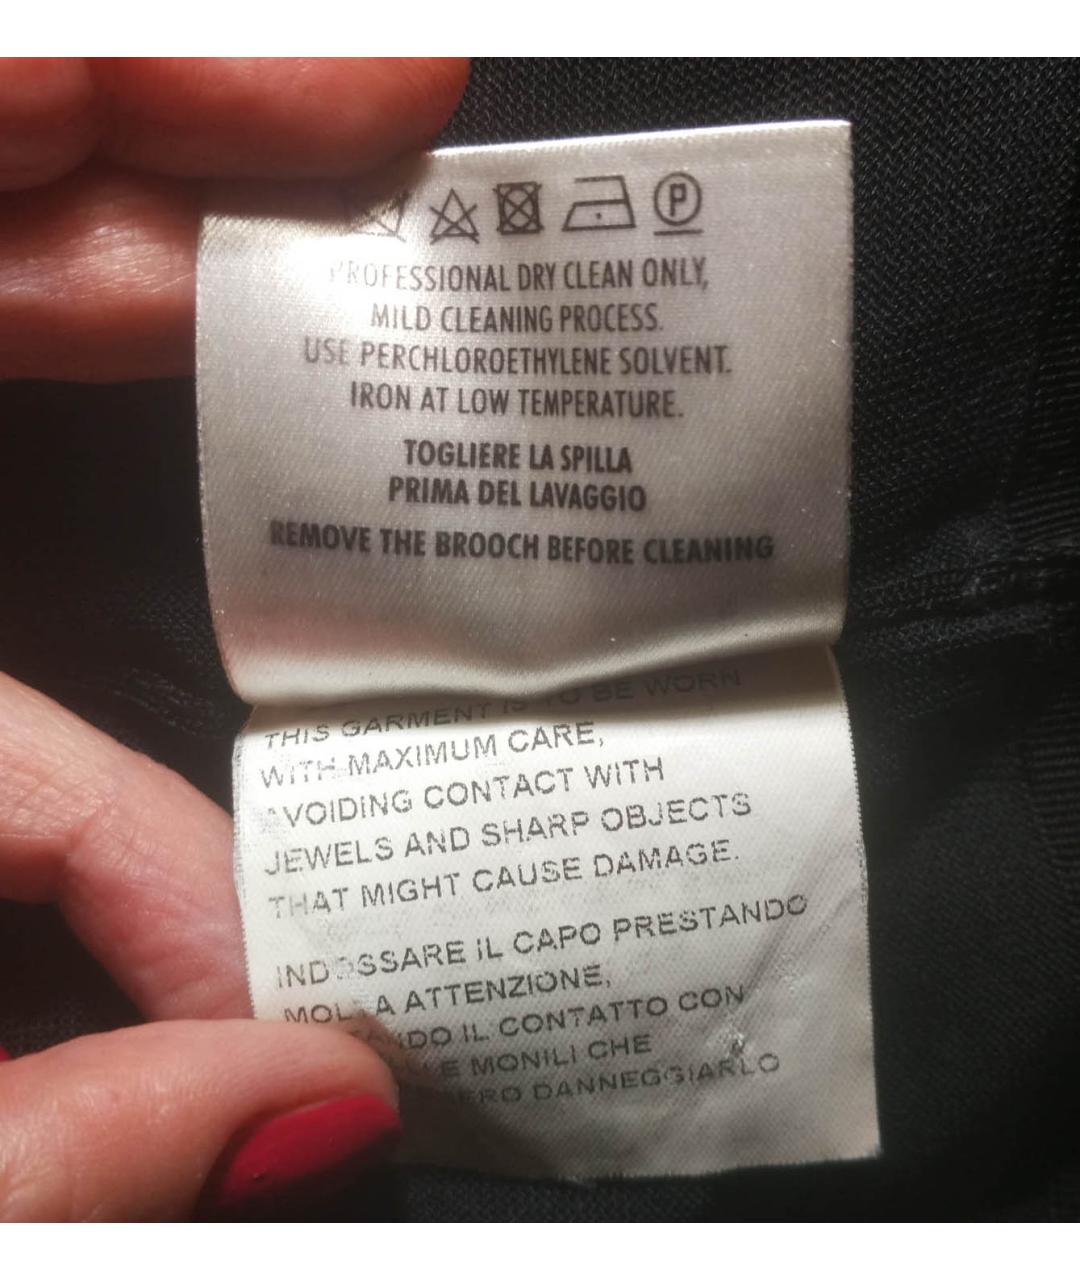 P
PROFESSIONAL DRY CLEAN ONLY,
MILD CLEANING PROCESS.
USE PERCHLOROETHYLENE SOLVENT.
IRON AT LOW TEMPERATURE.
TOGLIERE LA SPILLA
PRIMA DEL LAVAGGIO
REMOVE THE BROOCH BEFORE CLEANING
THIS GARMENT IS TO BE WORN
WITH MAXIMUM CARE,
AVOIDING CONTACT WITH
JEWELS AND SHARP OBJECTS
THAT MIGHT CAUSE DAMAGE.
INDOSSARE IL CAPO PRESTANDO
MOLTA ATTENZIONE,
IL CONTATTO CON
E MONILI CHE
DANNEGGIARLO